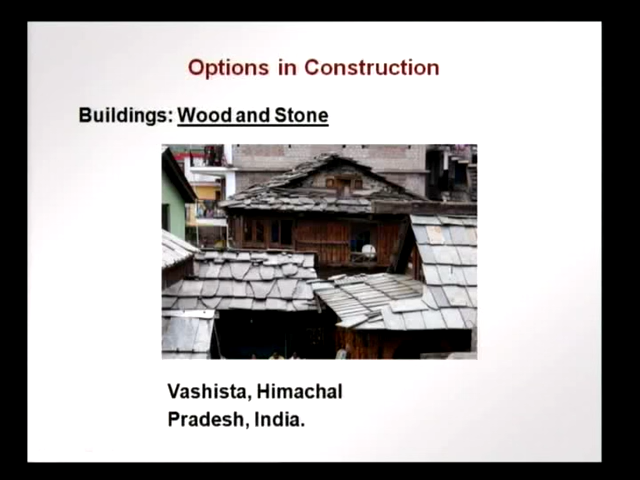 Options in Construction
Buildings: Wood and Stone
Vashista, Himachal
Pradesh, India.